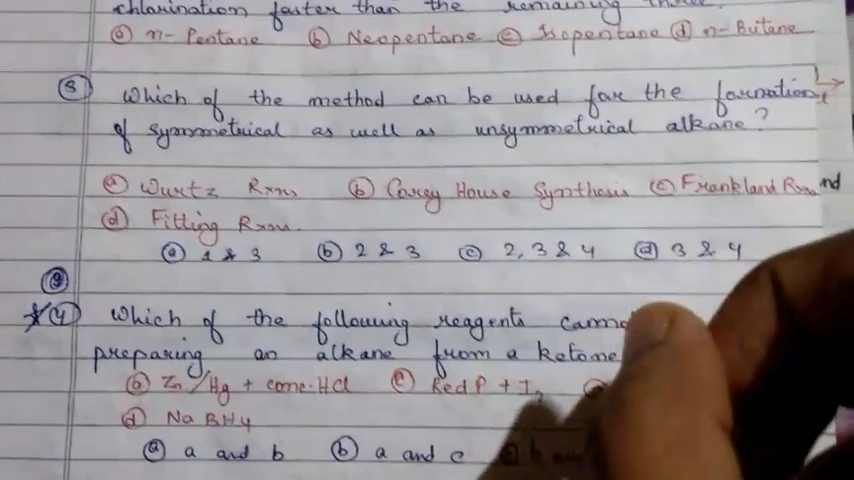 chlorination faster than the remaining three.
(a) n-Pentane (b) Neopentane (c) Isopentane (d) n-Butane
(3) Which of the method can be used for the formation
of symmetrical as well as unsymmetrical alkane?
(a) Wurtz Rxn (b) Corey House Synthesis (c) Frankland Rxn
(d) Fitting Rxn.
(a) 1 & 3 (b) 2 & 3 (c) 2, 3 & 4 (d) 3 & 4
(4) Which of the following reagents
preparing an alkane from a ketone
(b) Zn/Hg + conc. HCl (c) Red P + I2
(d) NaBH4
(a) a and b (b) a and c